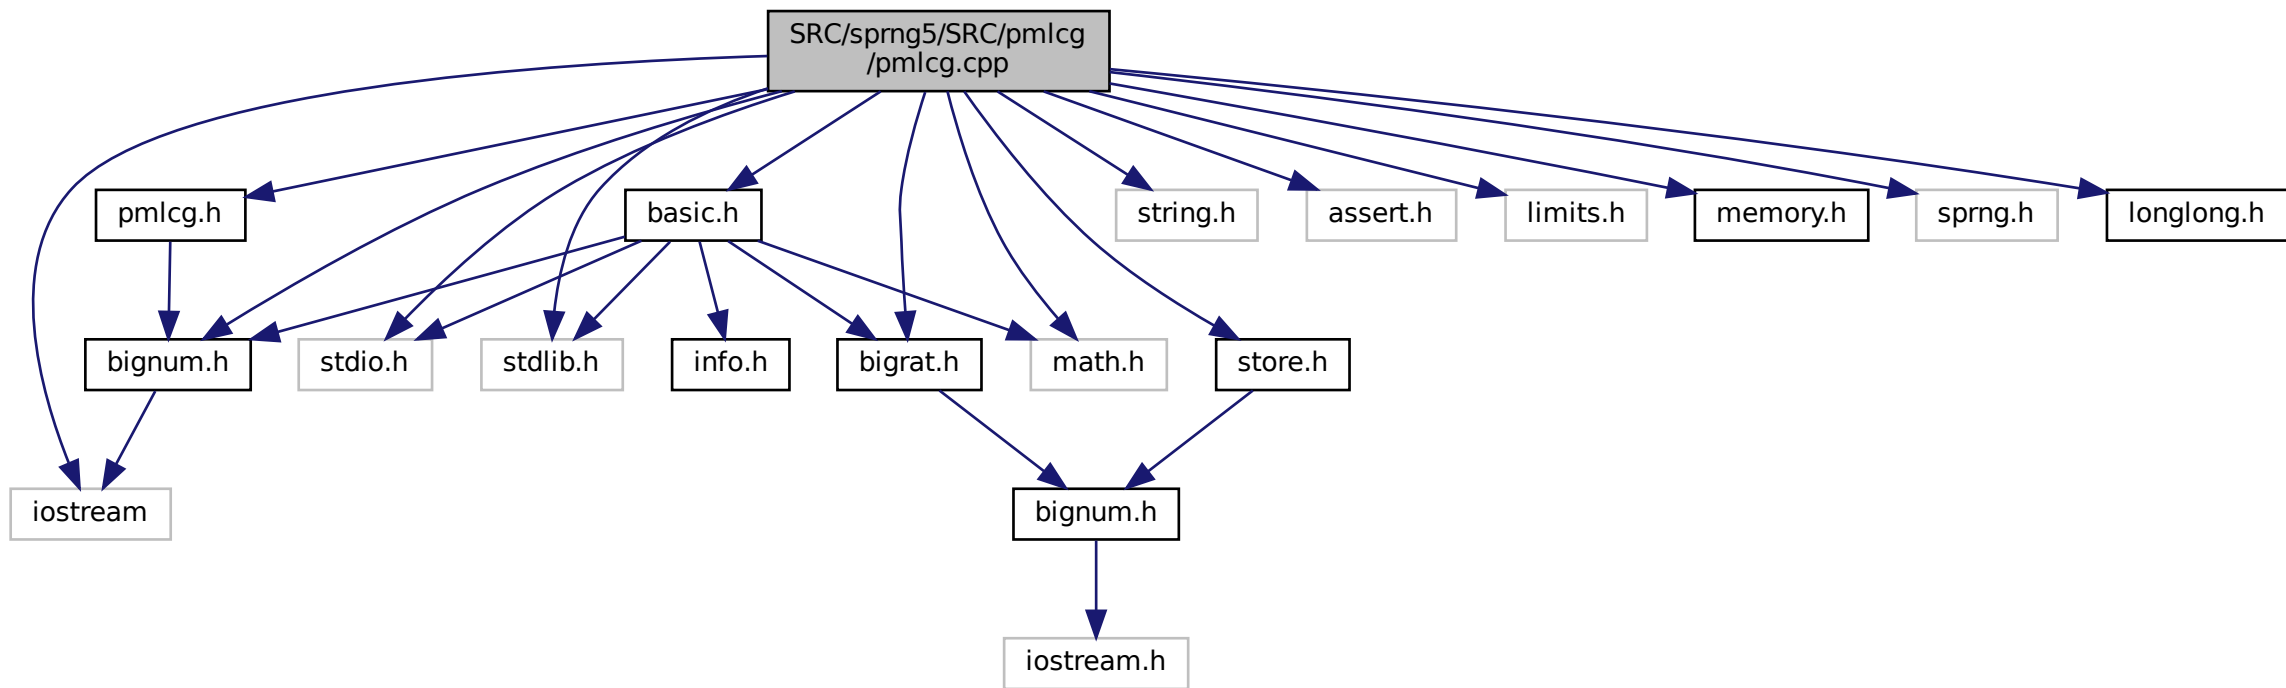 SRC/sprng5/SRC/pmlcg
/pmlcg.cpp
pmlcg.h
basic.h
string.h
assert.h
limits.h
memory.h
sprng.h
longlong.h
bignum.h
stdio.h
stdlib.h
info.h
bigrat.h
math.h
store.h
iostream
bignum.h
iostream.h